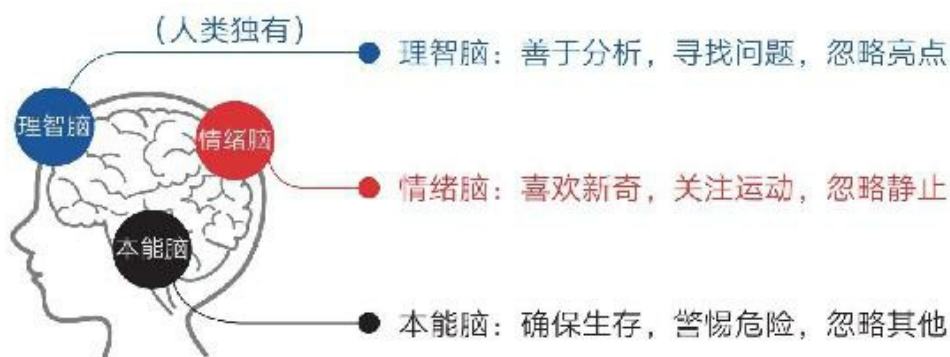 （人类独有）
理智脑：善于分析，寻找问题，忽略亮点
理智脑
情绪脑
情绪脑：喜欢新奇，关注运动，忽略静止
本能脑
本能脑：确保生存，警惕危险，忽略其他